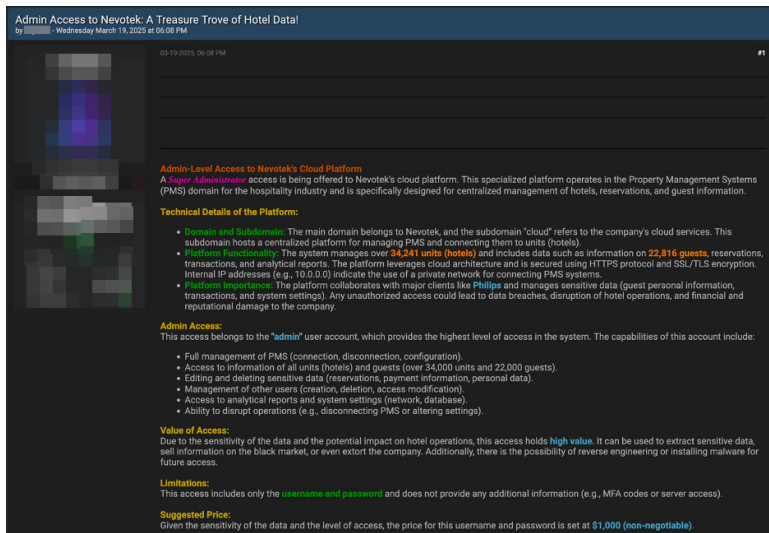 Admin Access to Nevotek: A Treasure Trove of Hotel Data!
by - Wednesday March 19, 2025 at 06:08 PM
03-19-2025, 06:08 PM
#1
Admin-Level Access to Nevotek's Cloud Platform
A Super Administrator access is being offered to Nevotek's cloud platform. This specialized platform operates in the Property Management Systems
(PMS) domain for the hospitality industry and is specifically designed for centralized management of hotels, reservations, and guest information.
Technical Details of the Platform:
• Domain and Subdomain: The main domain belongs to Nevotek, and the subdomain "cloud" refers to the company's cloud services. This
subdomain hosts a centralized platform for managing PMS and connecting them to units (hotels).
• Platform Functionality: The system manages over 34,241 units (hotels) and includes data such as information on 22,816 guests, reservations,
transactions, and analytical reports. The platform leverages cloud architecture and is secured using HTTPS protocol and SSL/TLS encryption.
Internal IP addresses (e.g., 10.0.0.0) indicate the use of a private network for connecting PMS systems.
• Platform Importance: The platform collaborates with major clients like Philips and manages sensitive data (guest personal information,
transactions, and system settings). Any unauthorized access could lead to data breaches, disruption of hotel operations, and financial and
reputational damage to the company.
Admin Access:
This access belongs to the "admin" user account, which provides the highest level of access in the system. The capabilities of this account include:
• Full management of PMS (connection, disconnection, configuration).
• Access to information of all units (hotels) and guests (over 34,000 units and 22,000 guests).
• Editing and deleting sensitive data (reservations, payment information, personal data).
• Management of other users (creation, deletion, access modification).
• Access to analytical reports and system settings (network, database).
• Ability to disrupt operations (e.g., disconnecting PMS or altering settings).
Value of Access:
Due to the sensitivity of the data and the potential impact on hotel operations, this access holds high value. It can be used to extract sensitive data,
sell information on the black market, or even extort the company. Additionally, there is the possibility of reverse engineering or installing malware for
future access.
Limitations:
This access includes only the username and password and does not provide any additional information (e.g., MFA codes or server access).
Suggested Price:
Given the sensitivity of the data and the level of access, the price for this username and password is set at $1,000 (non-negotiable).